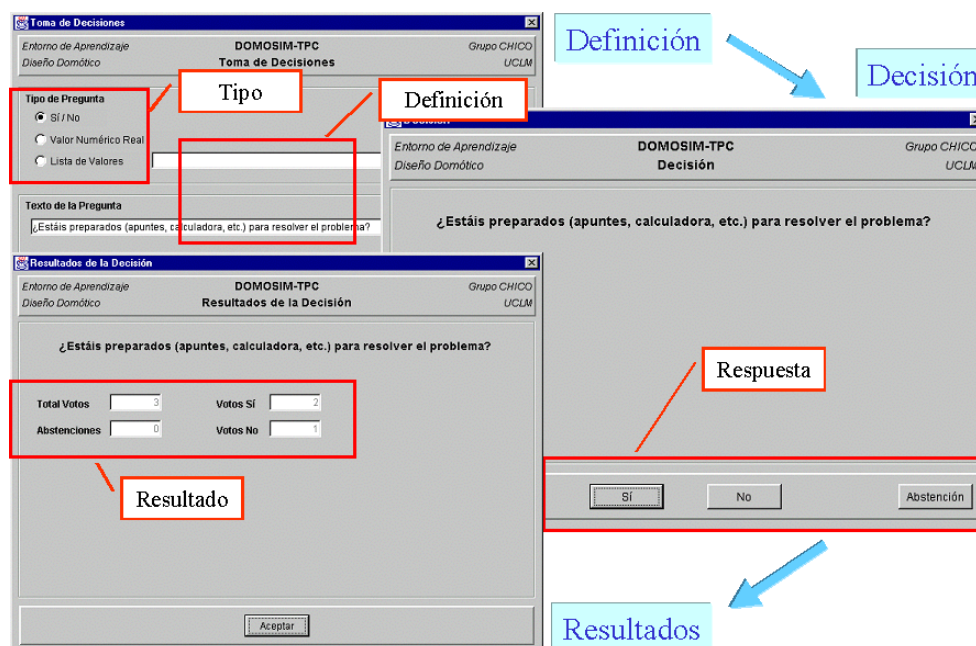 Toma de Decisiones
Entorno de Aprendizaje DOMOSIM-TPC Grupo CHICO
Diseño Domótico Toma de Decisiones UCLM
Tipo de Pregunta
Sí / No
Valor Numérico Real
Lista de Valores
Texto de la Pregunta
¿Estáis preparados (apuntes, calculadora, etc.) para resolver el problema?
Tipo
Definición
Definición
Decisión
Decisión
Entorno de Aprendizaje DOMOSIM-TPC Grupo CHICO
Diseño Domótico Decisión UCLM
¿Estáis preparados (apuntes, calculadora, etc.) para resolver el problema?
Respuesta
Sí No Abstención
Resultados de la Decisión
Entorno de Aprendizaje DOMOSIM-TPC Grupo CHICO
Diseño Domótico Resultados de la Decisión UCLM
¿Estáis preparados (apuntes, calculadora, etc.) para resolver el problema?
Total Votos 3 Votos Sí 2
Abstenciones 0 Votos No 1
Resultado
Aceptar
Resultados